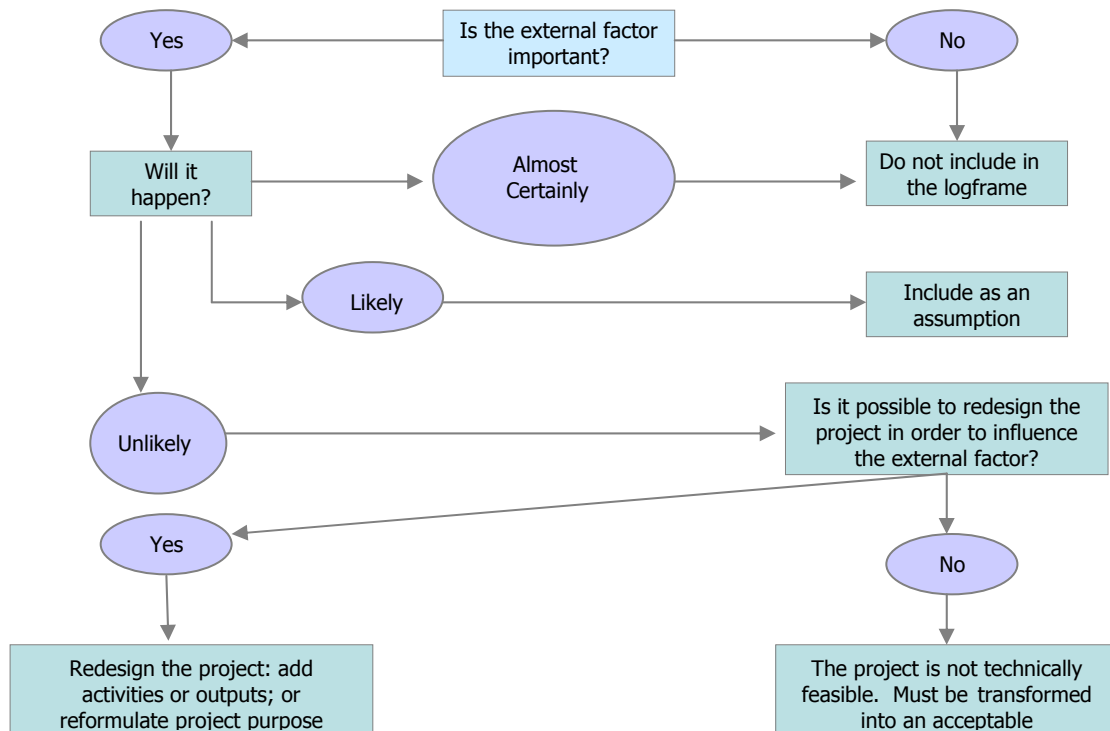 Yes
Is the external factor
important?
No
Will it
happen?
Almost
Certainly
Do not include in
the logframe
Likely
Include as an
assumption
Unlikely
Is it possible to redesign the
project in order to influence
the external factor?
Yes
No
Redesign the project: add
activities or outputs; or
reformulate project purpose
The project is not technically
feasible.  Must be transformed
into an acceptable